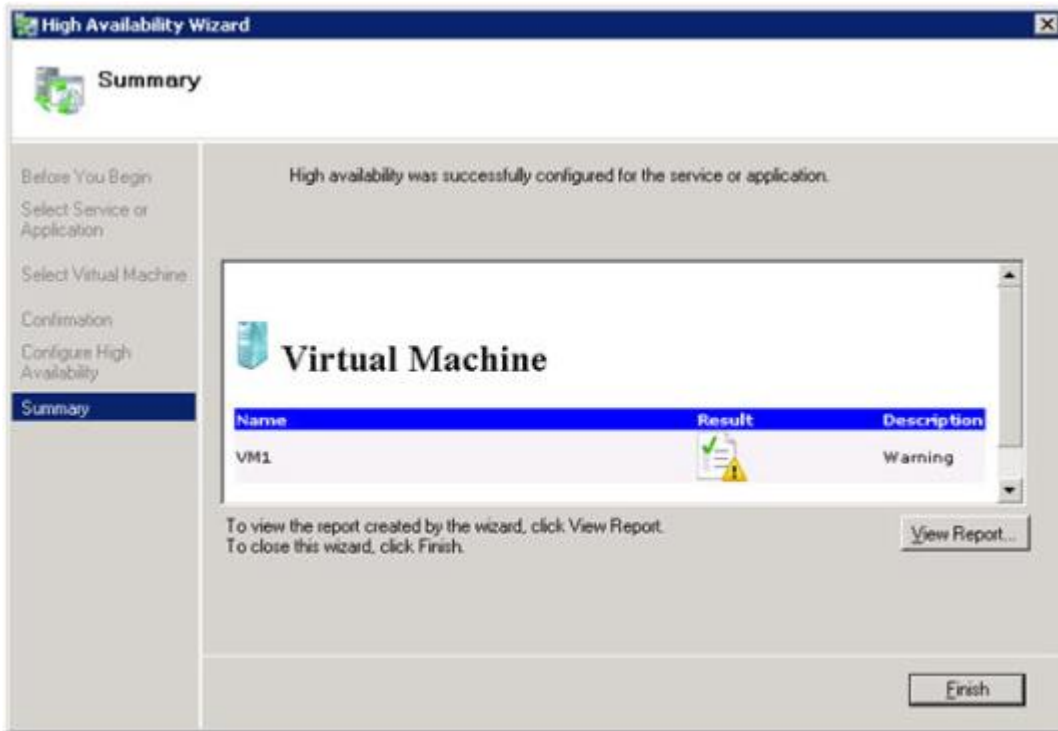 High Availability Wizard
Summary
Before You Begin
Select Service or
Application
Select Virtual Machine
Confirmation
Configure High
Availability
Summary
High availability was successfully configured for the service or application.
Virtual Machine
Name Result Description
VM1 Warning
To view the report created by the wizard, click View Report.
To close this wizard, click Finish.
View Report...
Finish